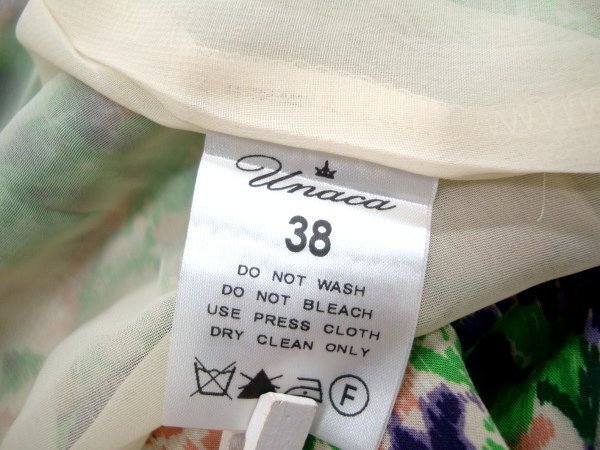 Unaca
38
DO NOT WASH
DO NOT BLEACH
USE PRESS CLOTH
DRY CLEAN ONLY
F